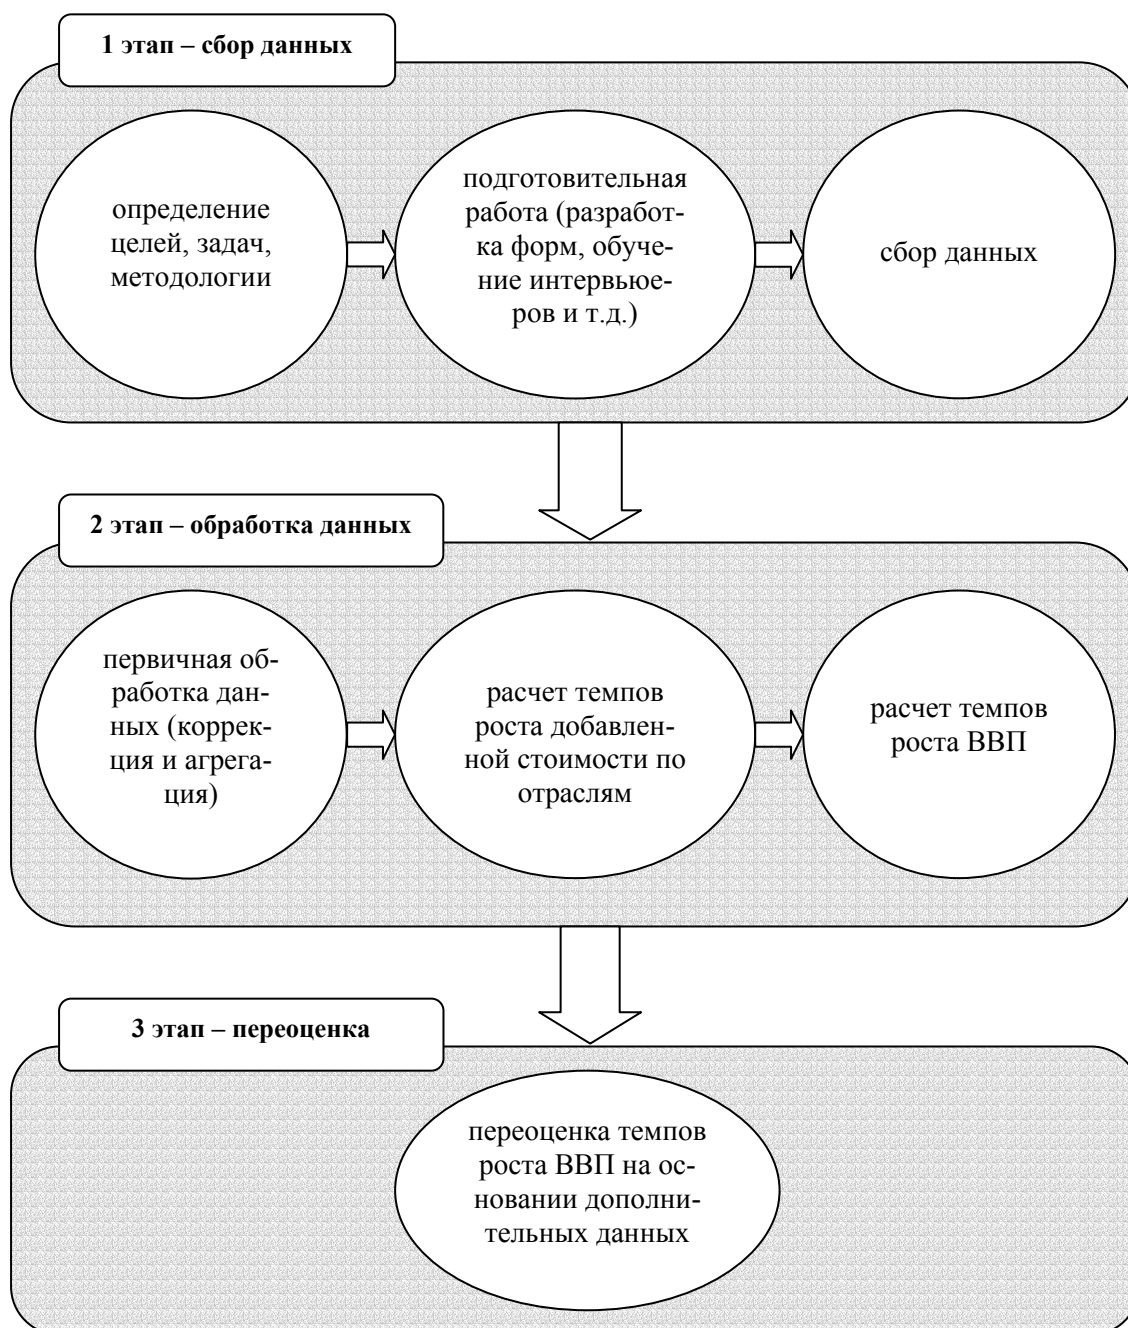 1 этап – сбор данных
определение
целей, задач,
методологии
подготовительная
работа (разработ-
ка форм, обуче-
ние интервьюе-
ров и т.д.)
сбор данных
2 этап – обработка данных
первичная об-
работка дан-
ных (коррек-
ция и агрега-
ция)
расчет темпов
роста добавлен-
ной стоимости по
отраслям
расчет темпов
роста ВВП
3 этап – переоценка
переоценка темпов
роста ВВП на ос-
новании дополни-
тельных данных